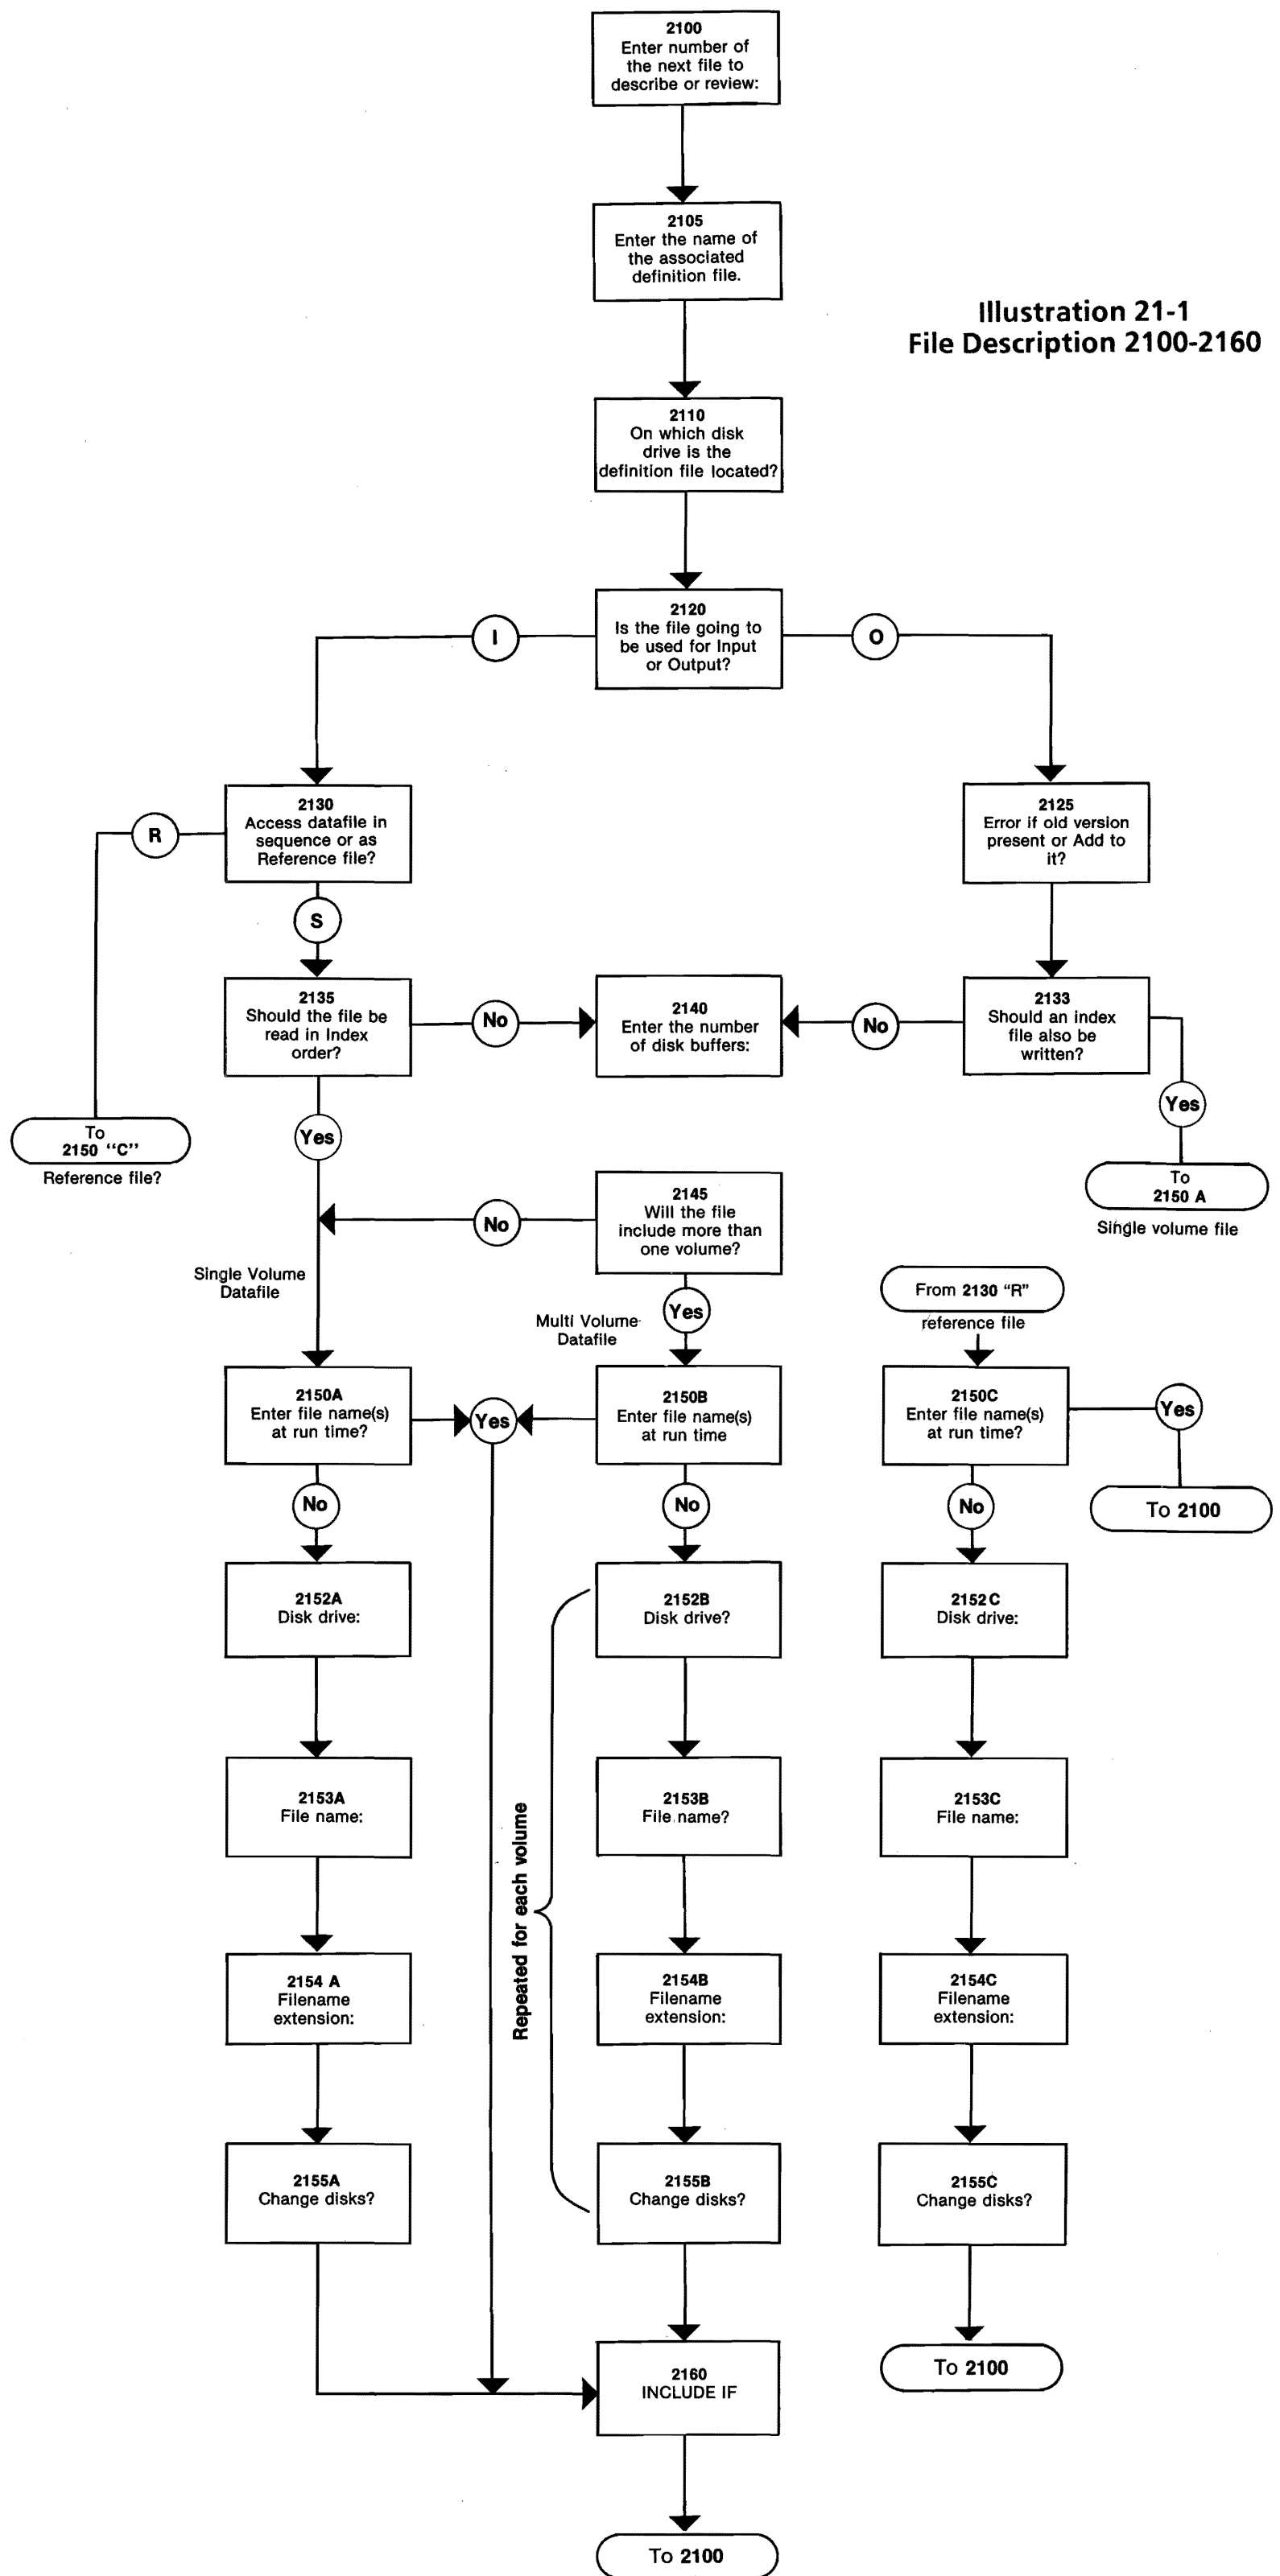 2100
Enter number of
the next file to
describe or review:
2105
Enter the name of
the associated
definition file.
Illustration 21-1
File Description 2100-2160
2110
On which disk
drive is the
definition file located?
2120
Is the file going to
be used for Input
or Output?
I
O
2130
Access datafile in
sequence or as
Reference file?
R
S
2125
Error if old version
present or Add to
it?
2135
Should the file be
read in Index
order?
No
2140
Enter the number
of disk buffers:
No
2133
Should an index
file also be
written?
Yes
To
2150 A
Single volume file
To
2150 "C"
Reference file?
Yes
2145
Will the file
include more than
one volume?
No
Yes
Single Volume
Datafile
Multi Volume
Datafile
From 2130 "R"
reference file
2150A
Enter file name(s)
at run time?
Yes
2150B
Enter file name(s)
at run time
2150C
Enter file name(s)
at run time?
Yes
To 2100
No
No
No
2152A
Disk drive:
2152B
Disk drive?
2152C
Disk drive:
2153A
File name:
2153B
File name?
2153C
File name:
Repeated for each volume
2154 A
Filename
extension:
2154B
Filename
extension:
2154C
Filename
extension:
2155A
Change disks?
2155B
Change disks?
2155C
Change disks?
2160
INCLUDE IF
To 2100
To 2100